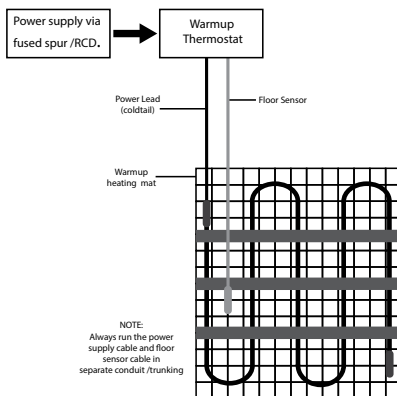 Power supply via
fused spur /RCD.
Warmup
Thermostat
Power Lead
(coldtail)
Floor Sensor
Warmup
heating mat
NOTE:
Always run the power
supply cable and floor
sensor cable in
separate conduit /trunking